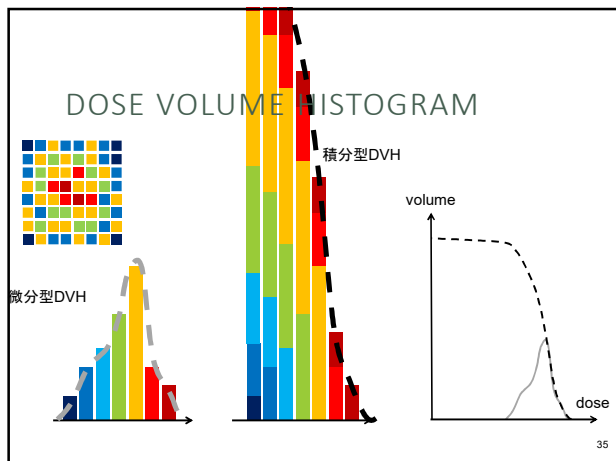 DOSE VOLUME HISTOGRAM
積分型DVH
volume
微分型DVH
dose
35